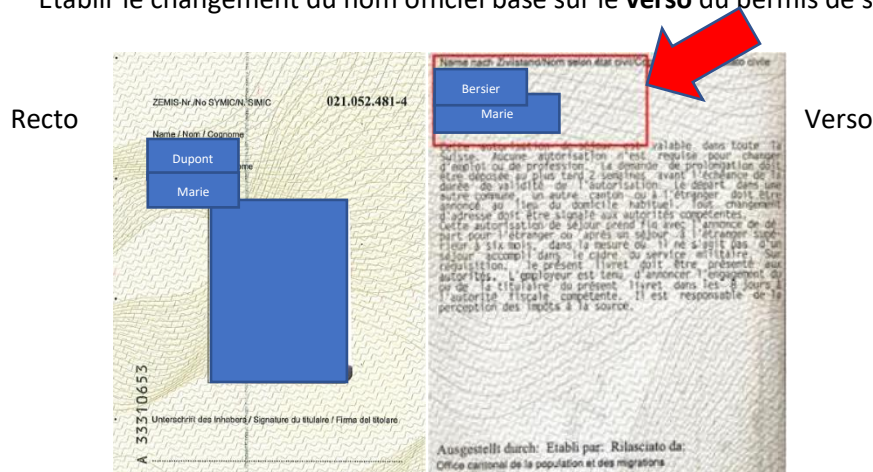 Etablir le changement du nom officiel basé sur le verso du permis de s
Recto
ZEMIS-Nr./No SYMIC/N. SIMIC 021.052.481-4
Name / Nom / Cognome
Dupont
Marie
A 33310653
Unterschrift des Inhabers / Signature du titulaire / Firma del titolare
Verso
Name nach Zivilstand/Nom selon état civil/Co stato civile
Bersier
Marie
Cette autorisation de séjour est valable dans toute la
Suisse. Aucune autorisation n'est requise pour changer
d'emploi ou de profession. La demande de prolongation doit
être déposée au plus tard 2 semaines avant l'échéance de la
durée de validité de l'autorisation. Le départ dans une
autre commune, un autre canton ou à l'étranger doit être
annoncé au lieu du domicile habituel. Tout changement
d'adresse doit être signalé aux autorités compétentes.
Cette autorisation de séjour prend fin avec l'annonce de dé-
part pour l'étranger ou après un séjour à l'étranger supé-
rieur à six mois, dans la mesure où il ne s'agit pas d'un
séjour accompli dans le cadre du service militaire. Sur
réquisition, le présent livret doit être présenté aux
autorités. L'employeur est tenu d'annoncer l'engagement du
ou de la titulaire du présent livret dans les 8 jours à
l'autorité fiscale compétente. Il est responsable de la
perception des impôts à la source.
Ausgestellt durch: Etabli par: Rilasciato da:
Office cantonal de la population et des migrations